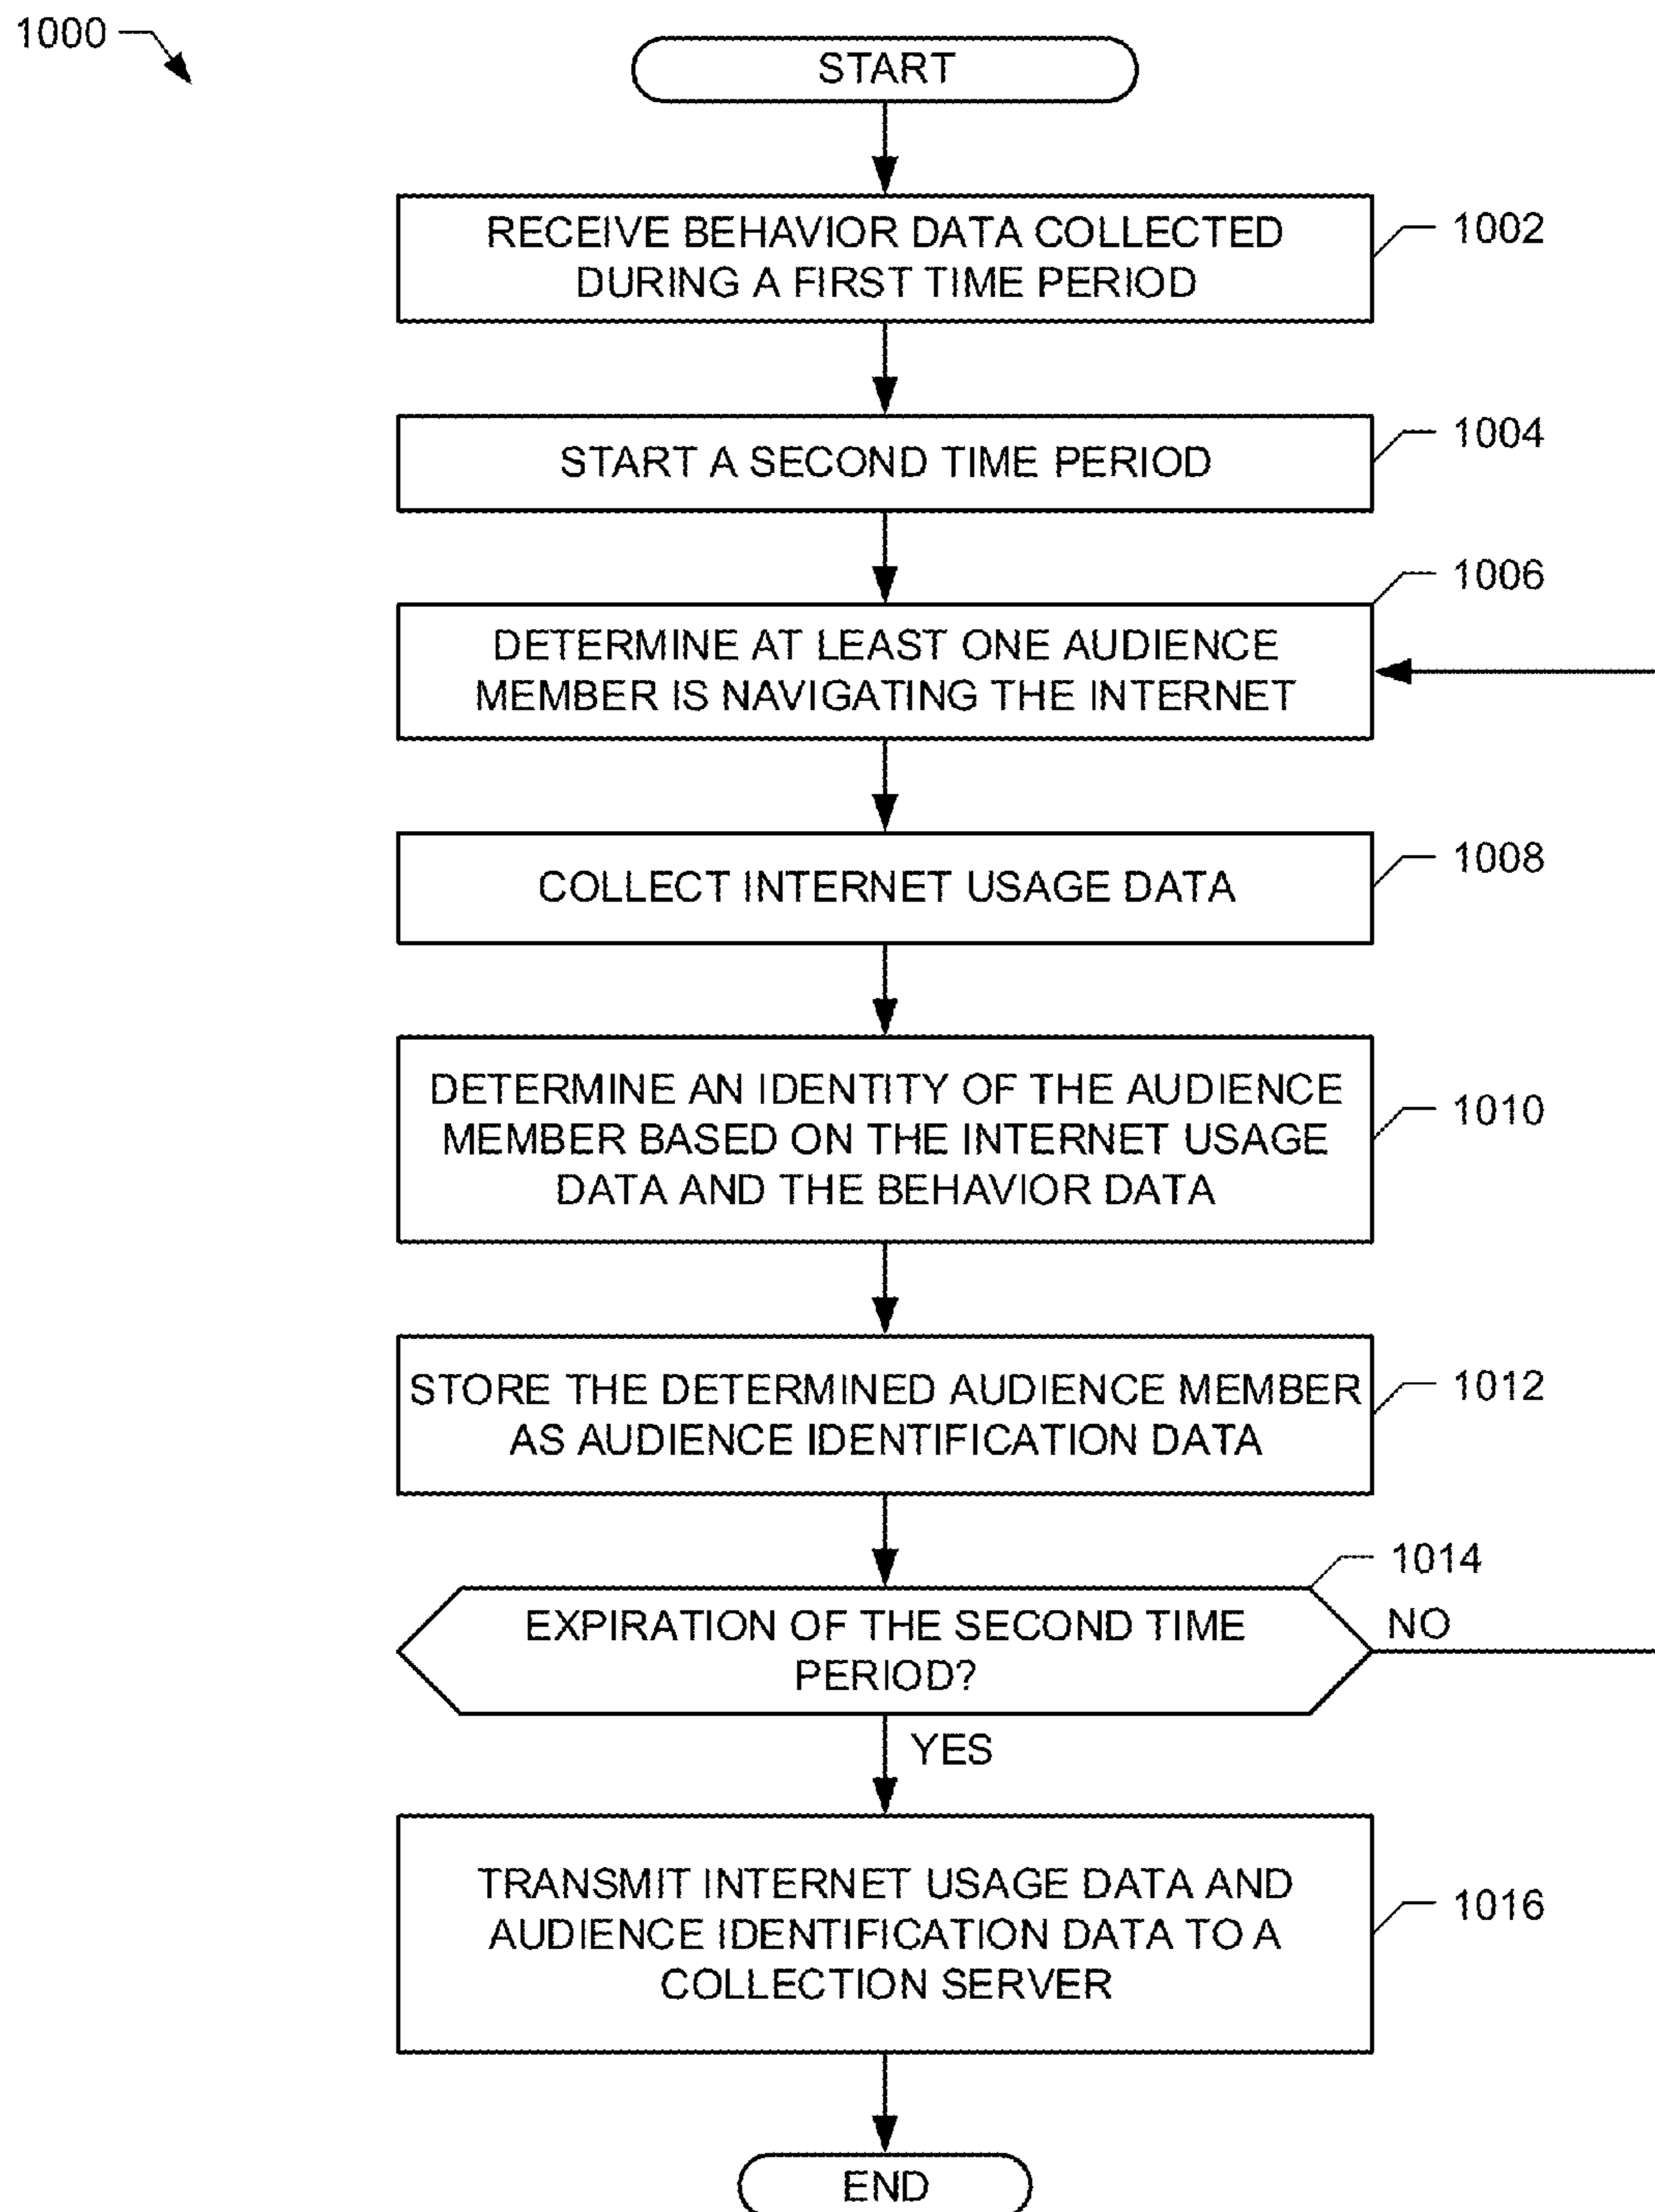 1000
START
RECEIVE BEHAVIOR DATA COLLECTED
DURING A FIRST TIME PERIOD
1002
START A SECOND TIME PERIOD
1004
1006
DETERMINE AT LEAST ONE AUDIENCE
MEMBER IS NAVIGATING THE INTERNET
COLLECT INTERNET USAGE DATA
1008
DETERMINE AN IDENTITY OF THE AUDIENCE
MEMBER BASED ON THE INTERNET USAGE
DATA AND THE BEHAVIOR DATA
1010
STORE THE DETERMINED AUDIENCE MEMBER
AS AUDIENCE IDENTIFICATION DATA
1012
1014
EXPIRATION OF THE SECOND TIME
PERIOD?
NO
YES
TRANSMIT INTERNET USAGE DATA AND
AUDIENCE IDENTIFICATION DATA TO A
COLLECTION SERVER
1016
END